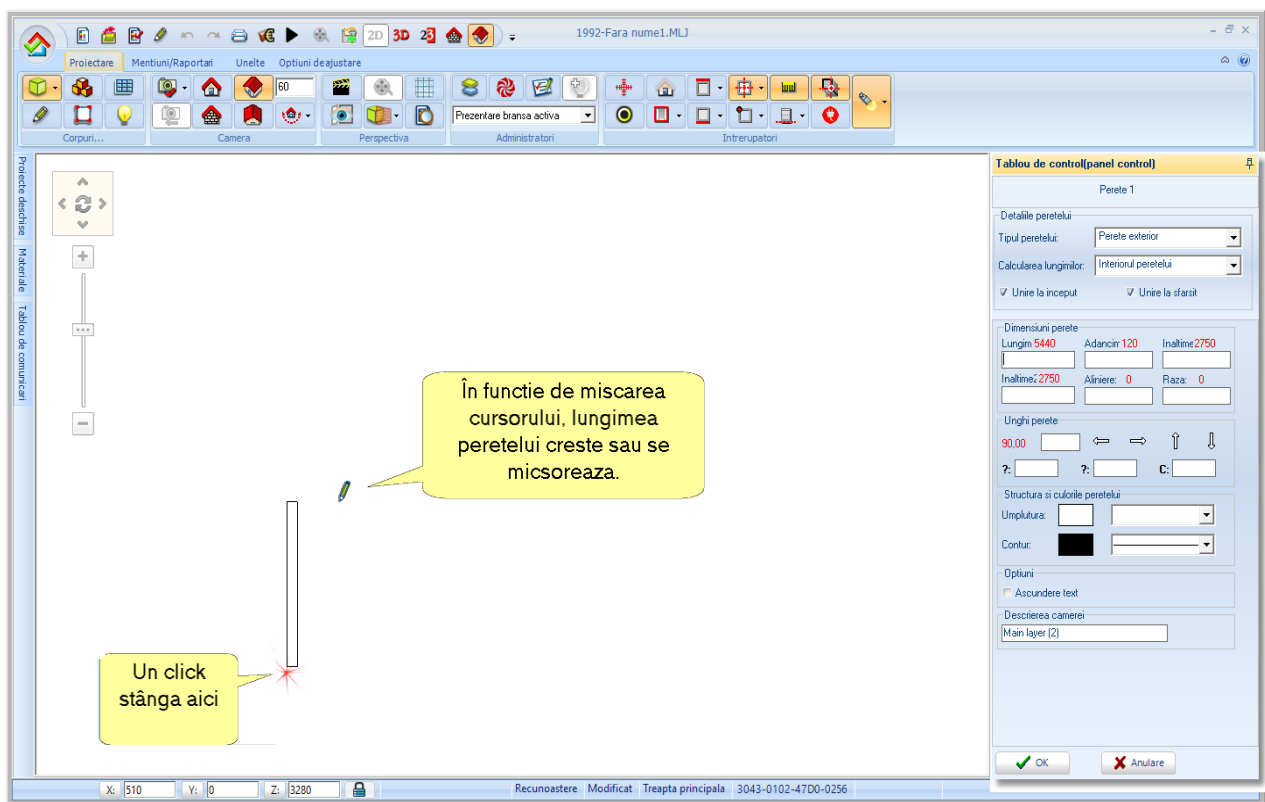 2D 3D 23 1992-Fara nume1.MLJ
Proiectare Mentiuni/Raportari Unelte Optiuni de ajustare
60
Prezentare bransa activa
Corpuri... Camera Perspectiva Administratori Intrerupatori
Proiecte deschise
Materiale
Tablou de comunicari
În functie de miscarea
cursorului, lungimea
peretelui creste sau se
micsoreaza.
Un click
stânga aici
Tablou de control(panel control)
Perete 1
Detaliile peretelui
Tipul peretelui: Perete exterior
Calcularea lungimilor: Interiorul peretelui
Unire la inceput Unire la sfarsit
Dimensiuni perete
Lungim 5440 Adancim 120 Inaltime 2750
Inaltime2 2750 Aliniere: 0 Raza: 0
Unghi perete
90,00
?: ?: C:
Structura si culorile peretelui
Umplutura:
Contur:
Optiuni
Ascundere text
Descrierea camerei
Main layer (2)
OK Anulare
X: 510 Y: 0 Z: 3280 Recunoastere Modificat Treapta principala 3043-0102-47D0-0256